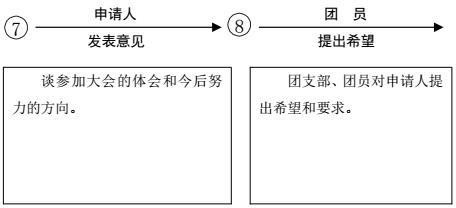 ⑦ 申请人 发表意见
⑧ 团 员 提出希望
谈参加大会的体会和今后努
力的方向。
团支部、团员对申请人提
出希望和要求。